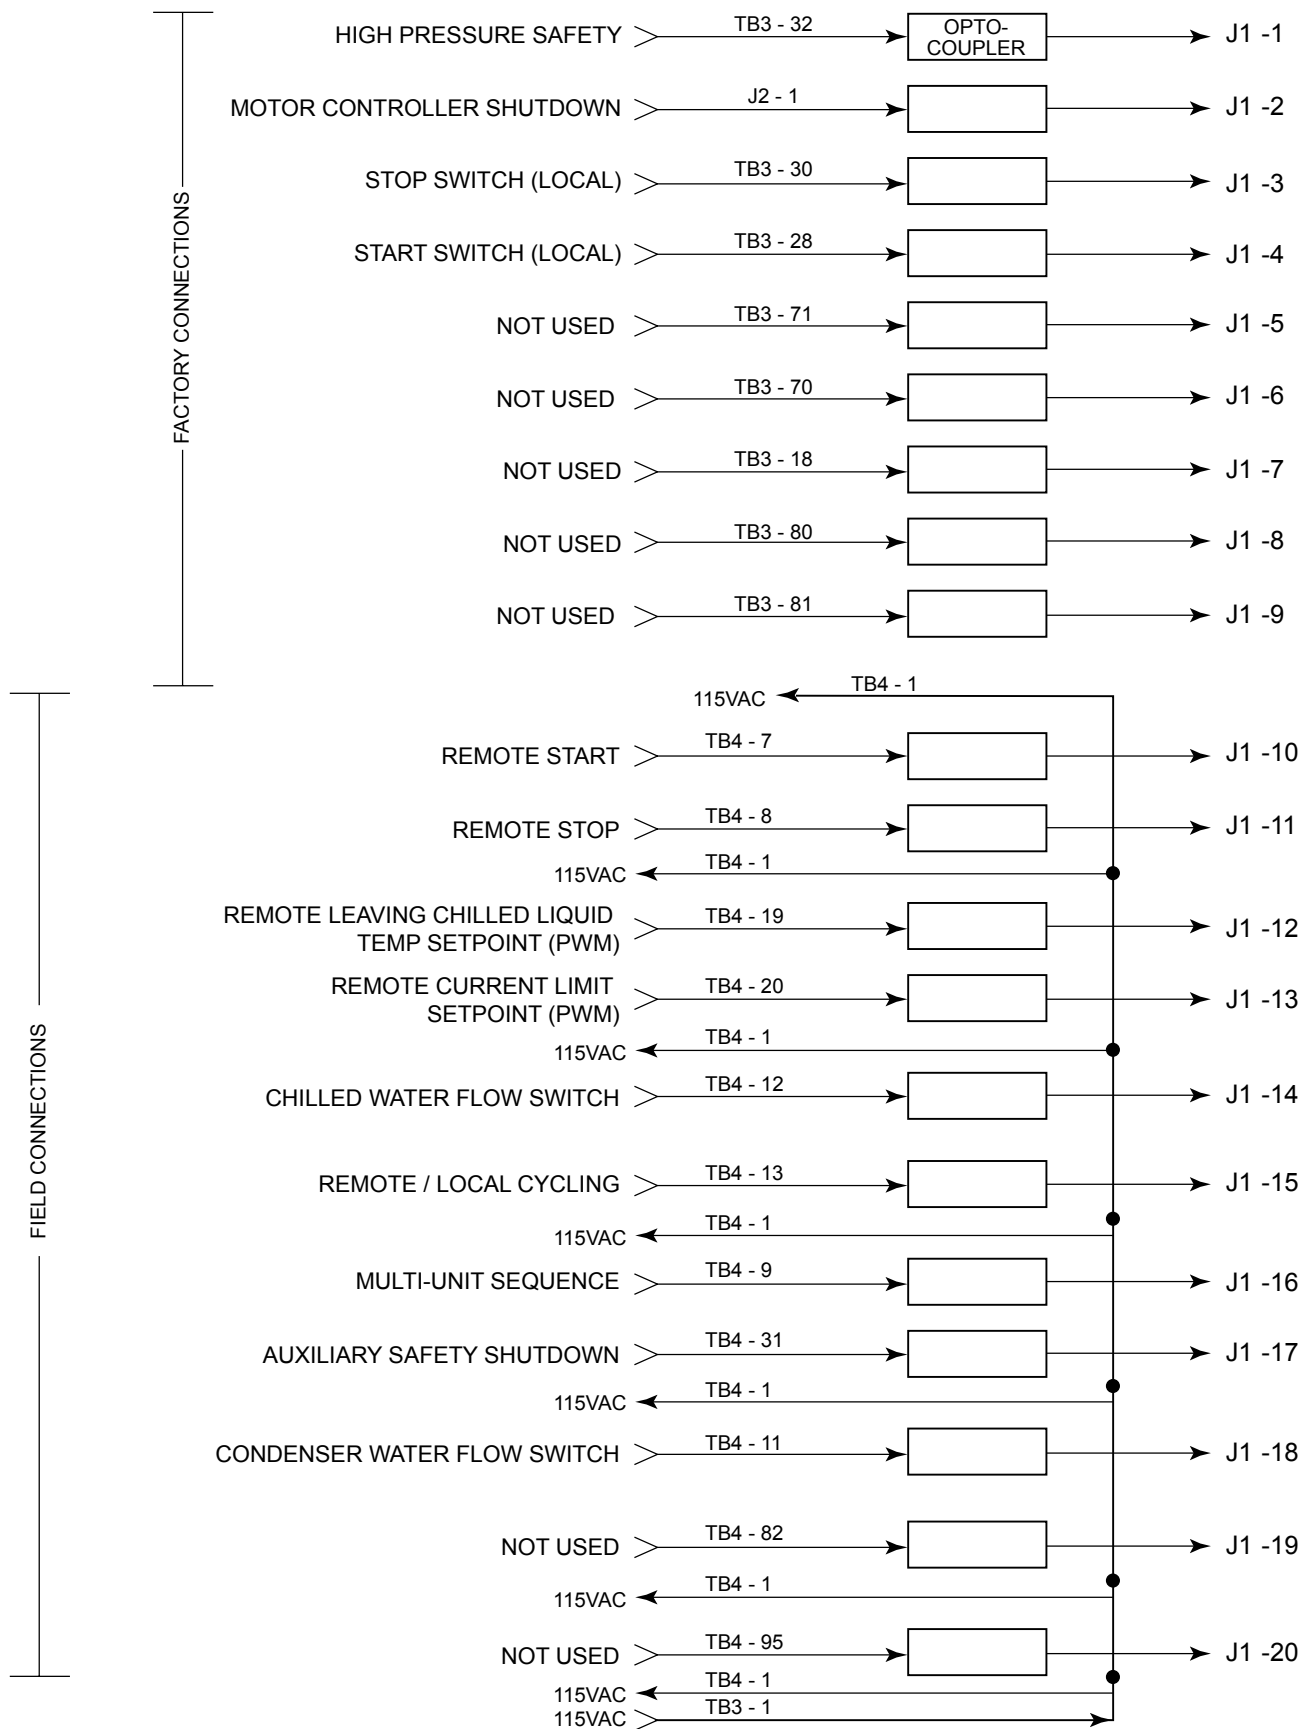 HIGH PRESSURE SAFETY TB3 - 32 OPTO- J1 -1
COUPLER
MOTOR CONTROLLER SHUTDOWN J2 - 1 J1 -2
STOP SWITCH (LOCAL) TB3 - 30 J1 -3
START SWITCH (LOCAL) TB3 - 28 J1 -4
NOT USED TB3 - 71 J1 -5
NOT USED TB3 - 70 J1 -6
NOT USED TB3 - 18 J1 -7
NOT USED TB3 - 80 J1 -8
NOT USED TB3 - 81 J1 -9
FACTORY CONNECTIONS
115VAC TB4 - 1
REMOTE START TB4 - 7 J1 -10
REMOTE STOP TB4 - 8 J1 -11
115VAC TB4 - 1
REMOTE LEAVING CHILLED LIQUID TB4 - 19 J1 -12
TEMP SETPOINT (PWM)
REMOTE CURRENT LIMIT TB4 - 20 J1 -13
SETPOINT (PWM)
115VAC TB4 - 1
CHILLED WATER FLOW SWITCH TB4 - 12 J1 -14
REMOTE / LOCAL CYCLING TB4 - 13 J1 -15
115VAC TB4 - 1
MULTI-UNIT SEQUENCE TB4 - 9 J1 -16
AUXILIARY SAFETY SHUTDOWN TB4 - 31 J1 -17
115VAC TB4 - 1
CONDENSER WATER FLOW SWITCH TB4 - 11 J1 -18
NOT USED TB4 - 82 J1 -19
115VAC TB4 - 1
NOT USED TB4 - 95 J1 -20
115VAC TB4 - 1
115VAC TB3 - 1
FIELD CONNECTIONS